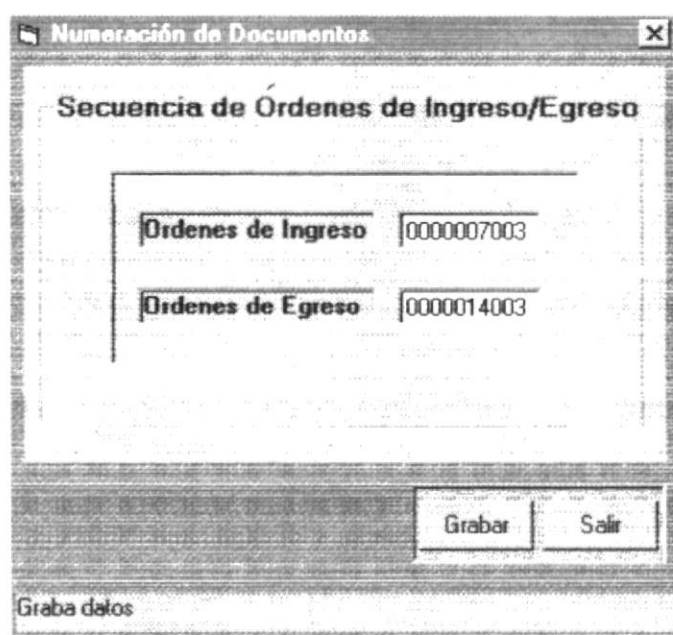 Numeración de Documentos
Secuencia de Órdenes de Ingreso/Egreso
Ordenes de Ingreso 0000007003
Ordenes de Egreso 0000014003
Grabar Salir
Graba datos